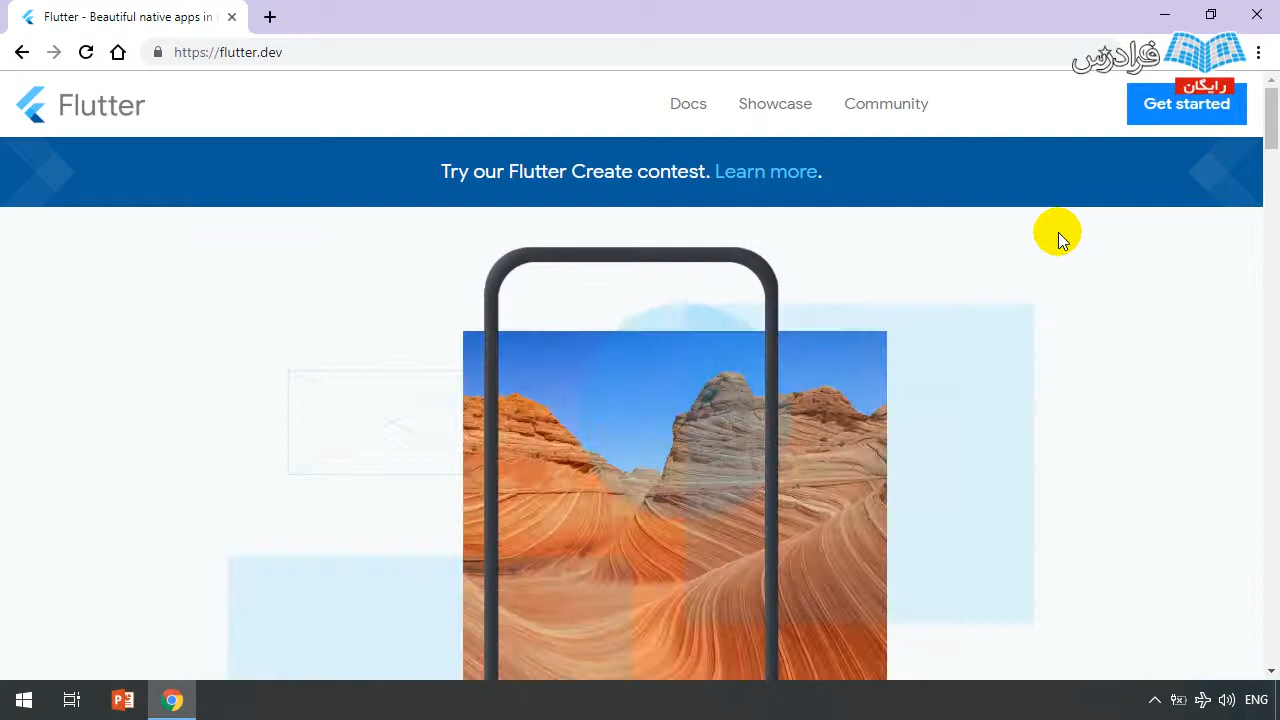 Flutter - Beautiful native apps in
https://flutter.dev
فرادرس
رایگان
Flutter
Docs
Showcase
Community
Get started
Try our Flutter Create contest. Learn more.
ENG